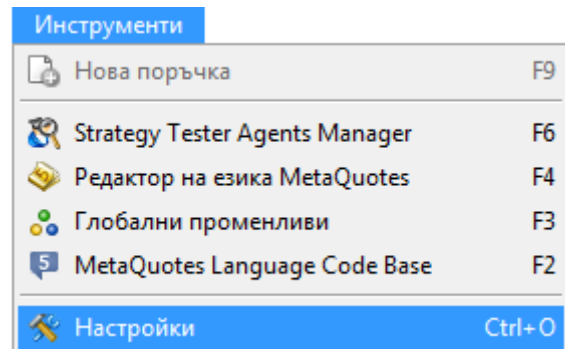 Инструменти
Нова поръчка F9
Strategy Tester Agents Manager F6
Редактор на езика MetaQuotes F4
Глобални променливи F3
5 MetaQuotes Language Code Base F2
Настройки Ctrl+O